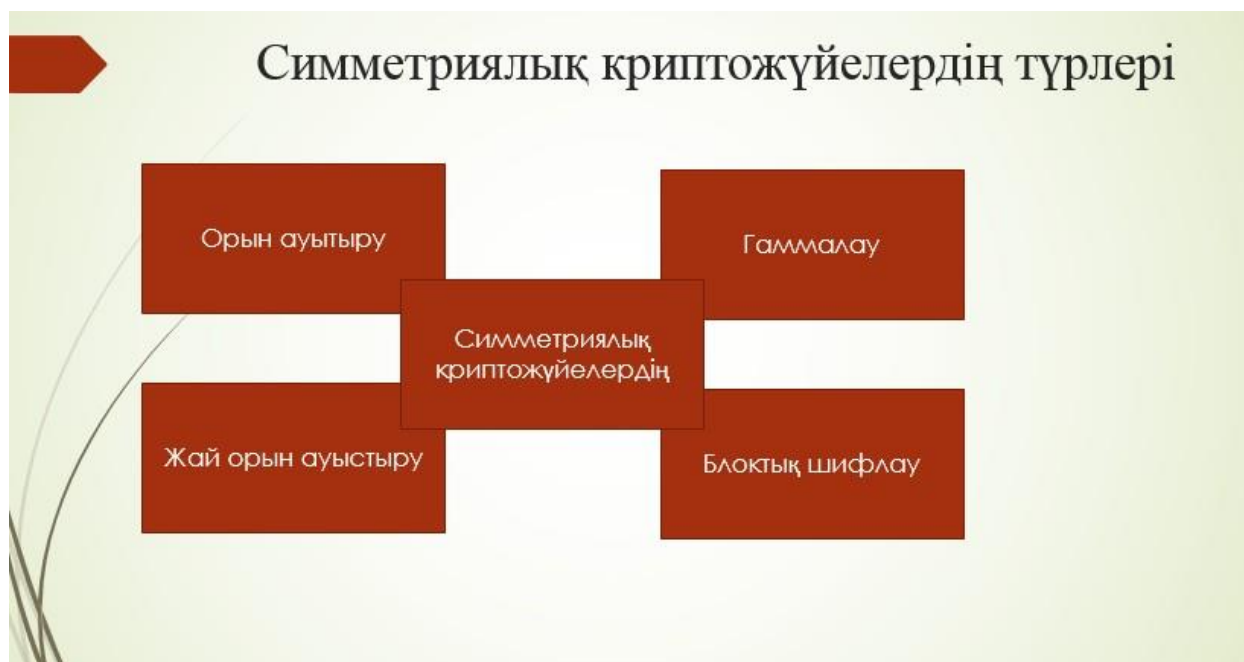 Симметриялық криптожүйелердің түрлері
Орын ауытыру
Гаммалау
Симметриялық
криптожүйелердің
Жай орын ауыстыру
Блоктық шифлау